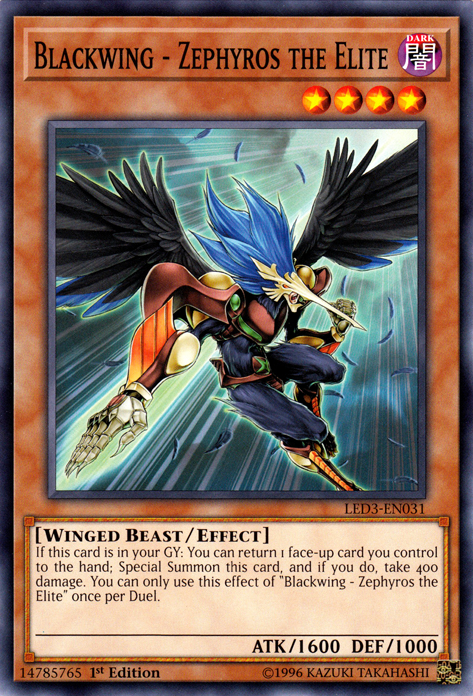 BLACKWING - ZEPHYROS THE ELITE
DARK
闇
LED3-EN031
[WINGED BEAST/EFFECT]
If this card is in your GY: You can return 1 face-up card you control
to the hand; Special Summon this card, and if you do, take 400
damage. You can only use this effect of "Blackwing - Zephyros the
Elite" once per Duel.
ATK/1600 DEF/1000
14785765 1st Edition ©1996 KAZUKI TAKAHASHI